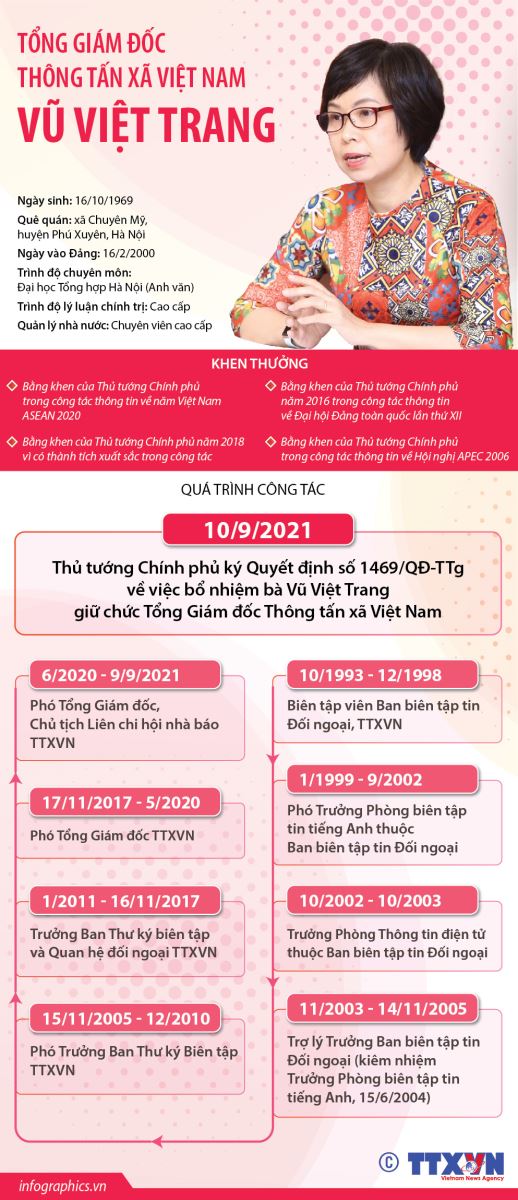 TỔNG GIÁM ĐỐC
THÔNG TẤN XÃ VIỆT NAM
VŨ VIỆT TRANG
Ngày sinh: 16/10/1969
Quê quán: xã Chuyên Mỹ,
huyện Phú Xuyên, Hà Nội
Ngày vào Đảng: 16/2/2000
Trình độ chuyên môn:
Đại học Tổng hợp Hà Nội (Anh văn)
Trình độ lý luận chính trị: Cao cấp
Quản lý nhà nước: Chuyên viên cao cấp
KHEN THƯỞNG
Bằng khen của Thủ tướng Chính phủ
trong công tác thông tin về năm Việt Nam
ASEAN 2020
Bằng khen của Thủ tướng Chính phủ năm 2018
vì có thành tích xuất sắc trong công tác
Bằng khen của Thủ tướng Chính phủ
năm 2016 trong công tác thông tin
về Đại hội Đảng toàn quốc lần thứ XII
Bằng khen của Thủ tướng Chính phủ
trong công tác thông tin về Hội nghị APEC 2006
QUÁ TRÌNH CÔNG TÁC
10/9/2021
Thủ tướng Chính phủ ký Quyết định số 1469/QĐ-TTg
về việc bổ nhiệm bà Vũ Việt Trang
giữ chức Tổng Giám đốc Thông tấn xã Việt Nam
10/1993 - 12/1998
Biên tập viên Ban biên tập tin
Đối ngoại, TTXVN
1/1999 - 9/2002
Phó Trưởng Phòng biên tập
tin tiếng Anh thuộc
Ban biên tập tin Đối ngoại
10/2002 - 10/2003
Trưởng Phòng Thông tin điện tử
thuộc Ban biên tập tin Đối ngoại
11/2003 - 14/11/2005
Trợ lý Trưởng Ban biên tập tin
Đối ngoại (kiêm nhiệm
Trưởng Phòng biên tập tin
tiếng Anh, 15/6/2004)
15/11/2005 - 12/2010
Phó Trưởng Ban Thư ký Biên tập
TTXVN
1/2011 - 16/11/2017
Trưởng Ban Thư ký biên tập
và Quan hệ đối ngoại TTXVN
17/11/2017 - 5/2020
Phó Tổng Giám đốc TTXVN
6/2020 - 9/9/2021
Phó Tổng Giám đốc,
Chủ tịch Liên chi hội nhà báo
TTXVN
© TTXVN
Vietnam News Agency
infographics.vn